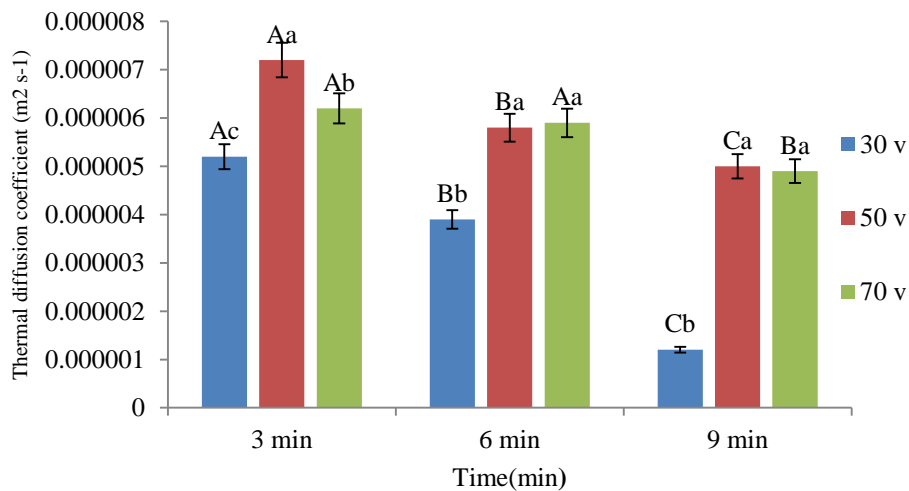 Thermal diffusion coefficient (m2 s-1)
0.000008
0.000007
0.000006
0.000005
0.000004
0.000003
0.000002
0.000001
0
Ac
Aa
Ab
Bb
Ba
Aa
Cb
Ca
Ba
3 min
6 min
9 min
Time(min)
30 v
50 v
70 v